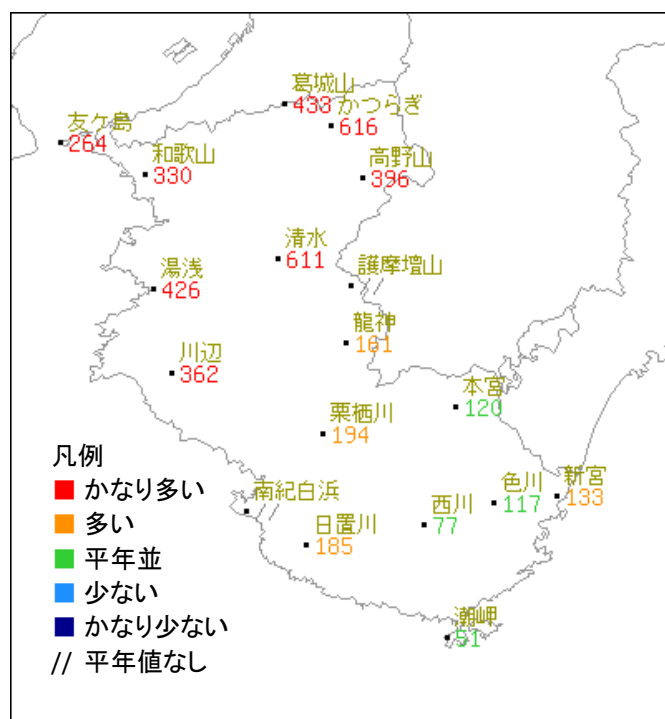 葛城山
433
かつらぎ
616
友ケ島
264
和歌山
330
高野山
396
清水
611
護摩壇山
//
湯浅
426
龍神
161
川辺
362
本宮
120
栗栖川
194
南紀白浜
//
日置川
185
西川
77
色川
117
新宮
133
潮岬
51
凡例
かなり多い
多い
平年並
少ない
かなり少ない
// 平年値なし